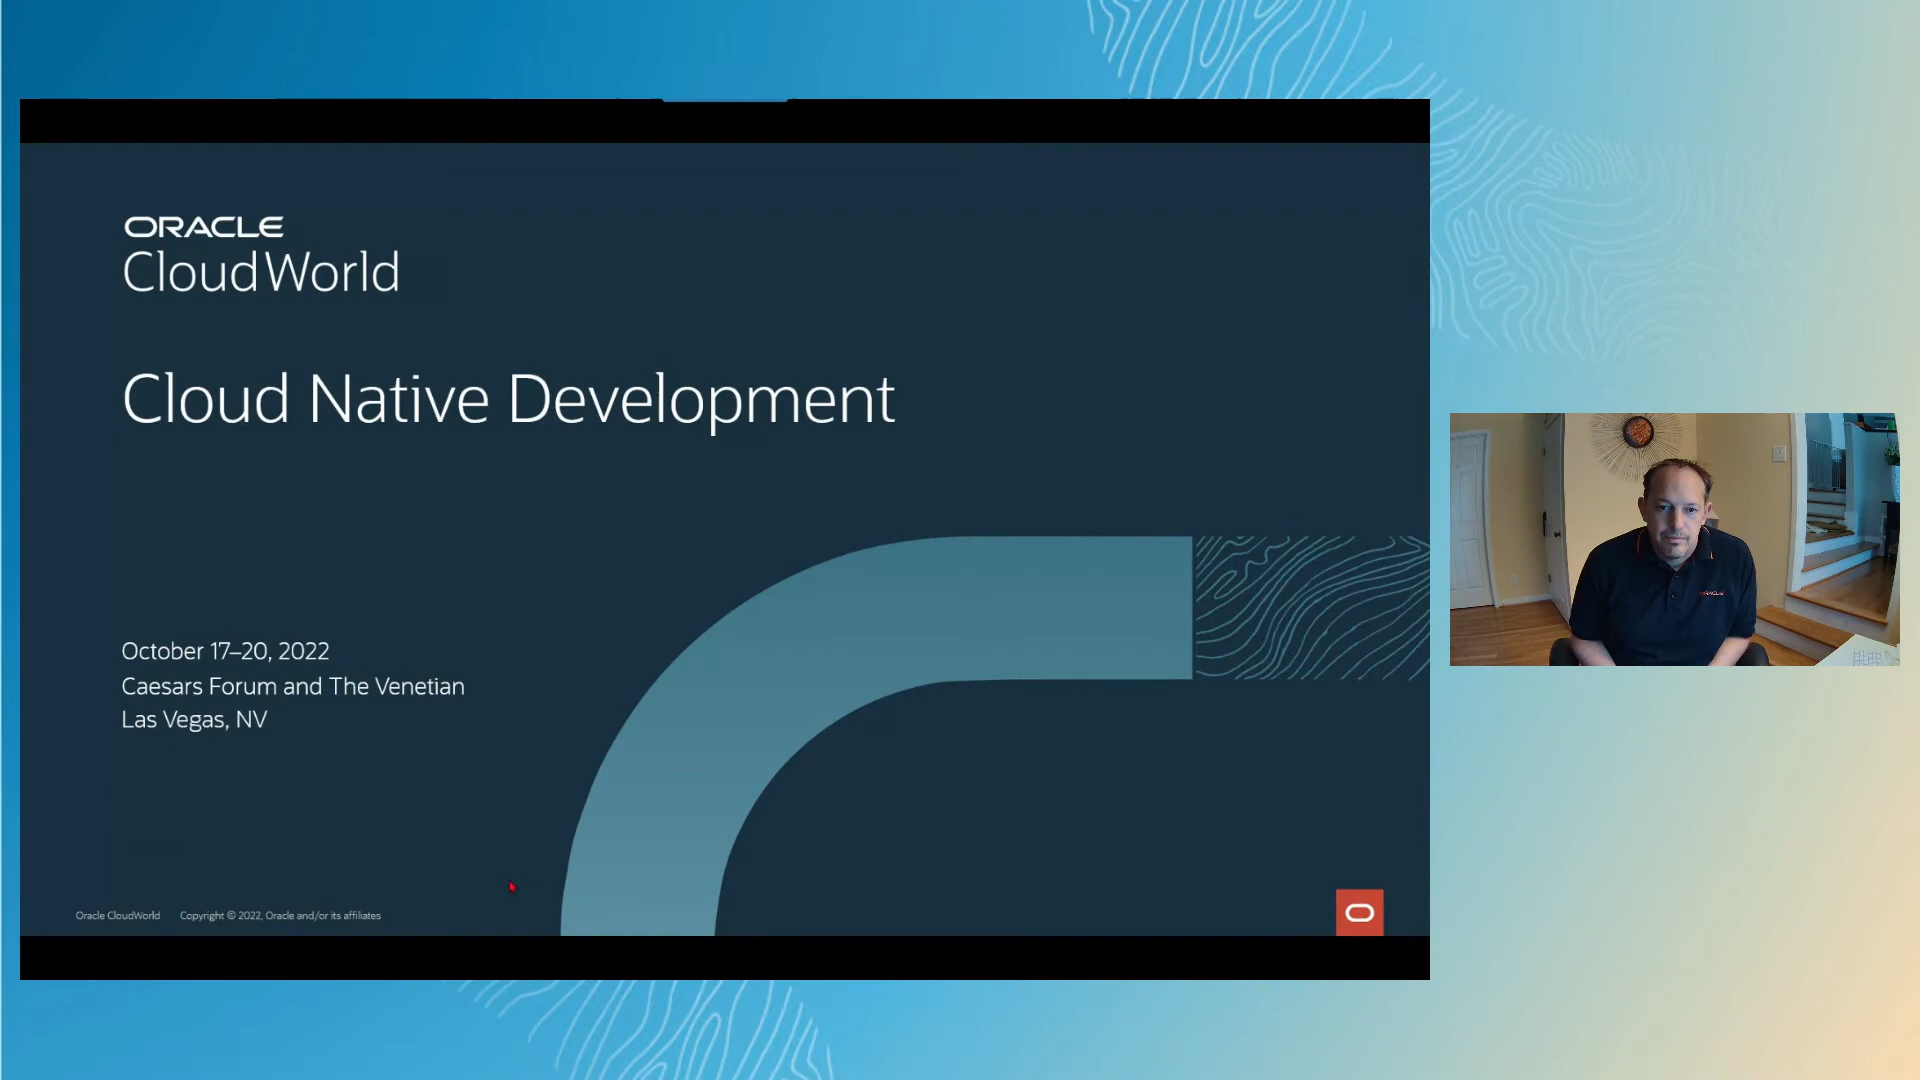 ORACLE
CloudWorld
Cloud Native Development
October 17–20, 2022
Caesars Forum and The Venetian
Las Vegas, NV
Oracle CloudWorld Copyright © 2022, Oracle and/or its affiliates
ORACLE